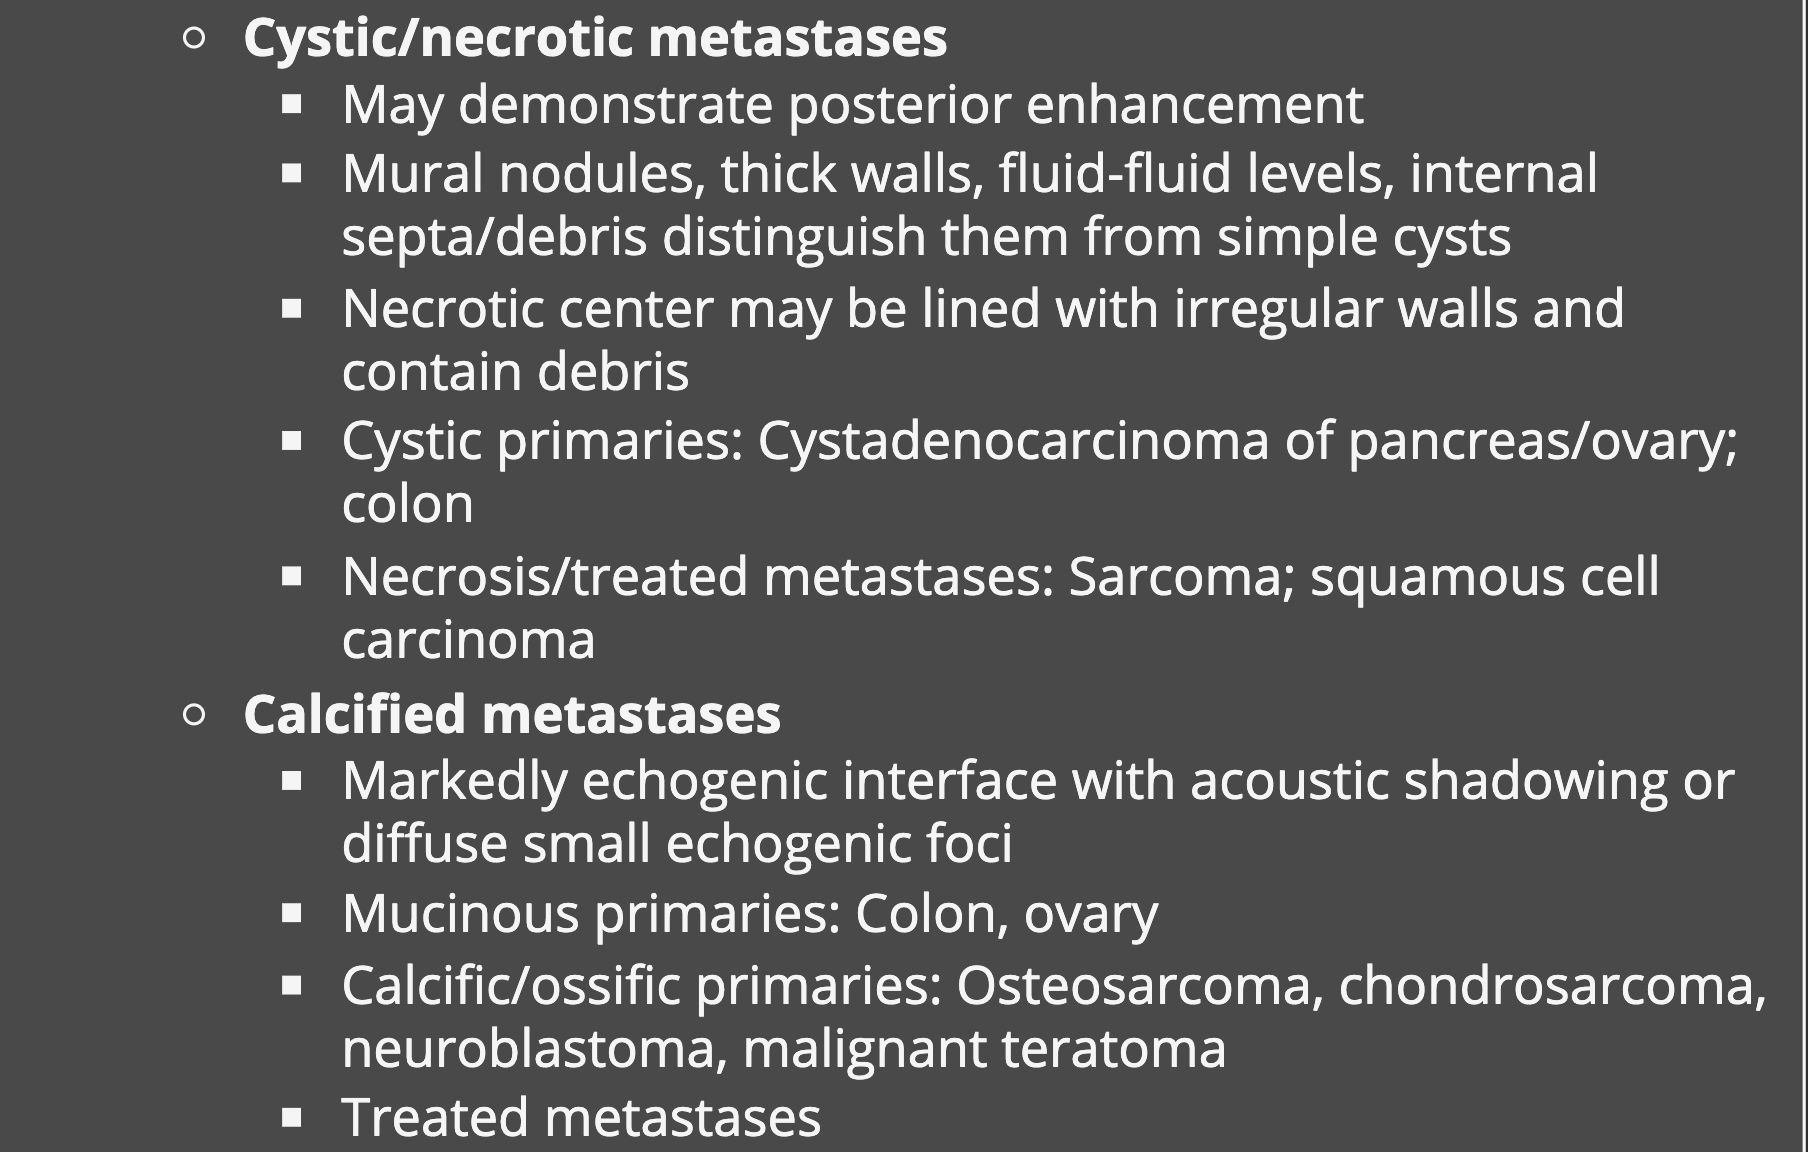 ○ Cystic/necrotic metastases
▪ May demonstrate posterior enhancement
▪ Mural nodules, thick walls, fluid-fluid levels, internal
septa/debris distinguish them from simple cysts
▪ Necrotic center may be lined with irregular walls and
contain debris
▪ Cystic primaries: Cystadenocarcinoma of pancreas/ovary;
colon
▪ Necrosis/treated metastases: Sarcoma; squamous cell
carcinoma
○ Calcified metastases
▪ Markedly echogenic interface with acoustic shadowing or
diffuse small echogenic foci
▪ Mucinous primaries: Colon, ovary
▪ Calcific/ossific primaries: Osteosarcoma, chondrosarcoma,
neuroblastoma, malignant teratoma
▪ Treated metastases